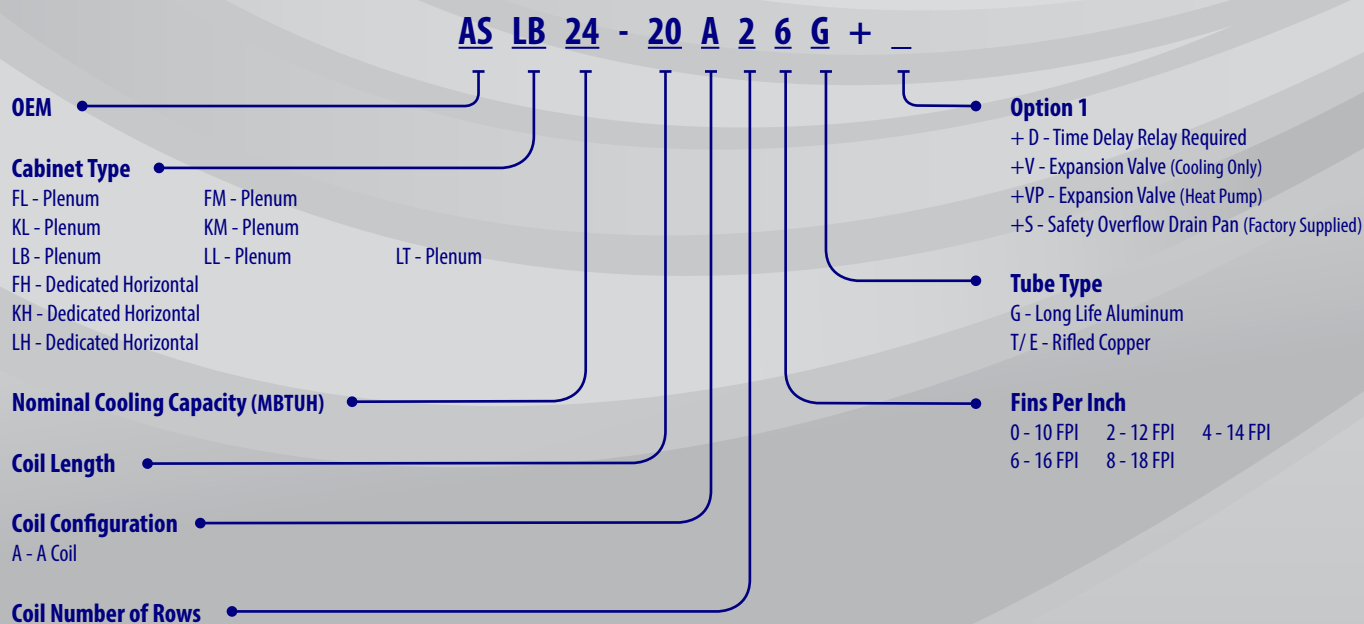 AS LB 24 - 20 A 2 6 G + _
OEM
Cabinet Type
FL - Plenum FM - Plenum
KL - Plenum KM - Plenum
LB - Plenum LL - Plenum LT - Plenum
FH - Dedicated Horizontal
KH - Dedicated Horizontal
LH - Dedicated Horizontal
Nominal Cooling Capacity (MBTUH)
Coil Length
Coil Configuration
A - A Coil
Coil Number of Rows
Option 1
+ D - Time Delay Relay Required
+V - Expansion Valve (Cooling Only)
+VP - Expansion Valve (Heat Pump)
+S - Safety Overflow Drain Pan (Factory Supplied)
Tube Type
G - Long Life Aluminum
T/ E - Rifled Copper
Fins Per Inch
0 - 10 FPI 2 - 12 FPI 4 - 14 FPI
6 - 16 FPI 8 - 18 FPI